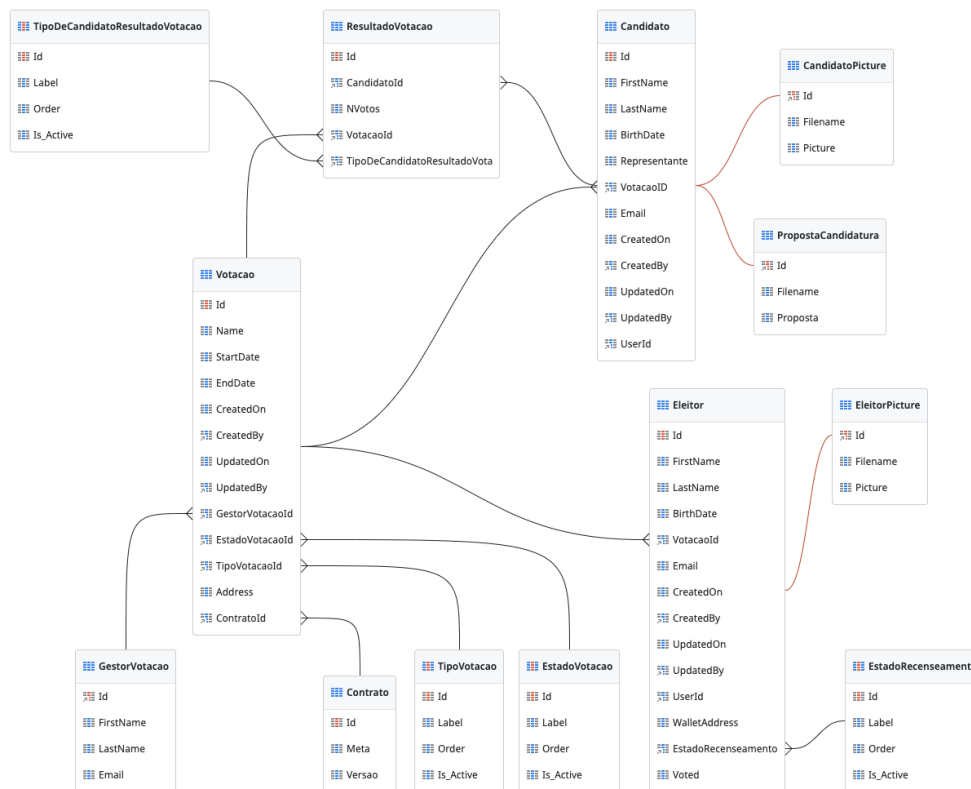 TipoDeCandidatoResultadoVotacao
Id
Label
Order
Is_Active
ResultadoVotacao
Id
CandidatoId
NVotos
VotacaoId
TipoDeCandidatoResultadoVota
Candidato
Id
FirstName
LastName
BirthDate
Representante
VotacaoID
Email
CreatedOn
CreatedBy
UpdatedOn
UpdatedBy
UserId
CandidatoPicture
Id
Filename
Picture
PropostaCandidatura
Id
Filename
Proposta
Votacao
Id
Name
StartDate
EndDate
CreatedOn
CreatedBy
UpdatedOn
UpdatedBy
GestorVotacaoId
EstadoVotacaoId
TipoVotacaoId
Address
ContratoId
Eleitor
Id
FirstName
LastName
BirthDate
VotacaoId
Email
CreatedOn
CreatedBy
UpdatedOn
UpdatedBy
UserId
WalletAddress
EstadoRecenseamento
Voted
EleitorPicture
Id
Filename
Picture
GestorVotacao
Id
FirstName
LastName
Email
Contrato
Id
Meta
Versao
TipoVotacao
Id
Label
Order
Is_Active
EstadoVotacao
Id
Label
Order
Is_Active
EstadoRecenseament
Id
Label
Order
Is_Active